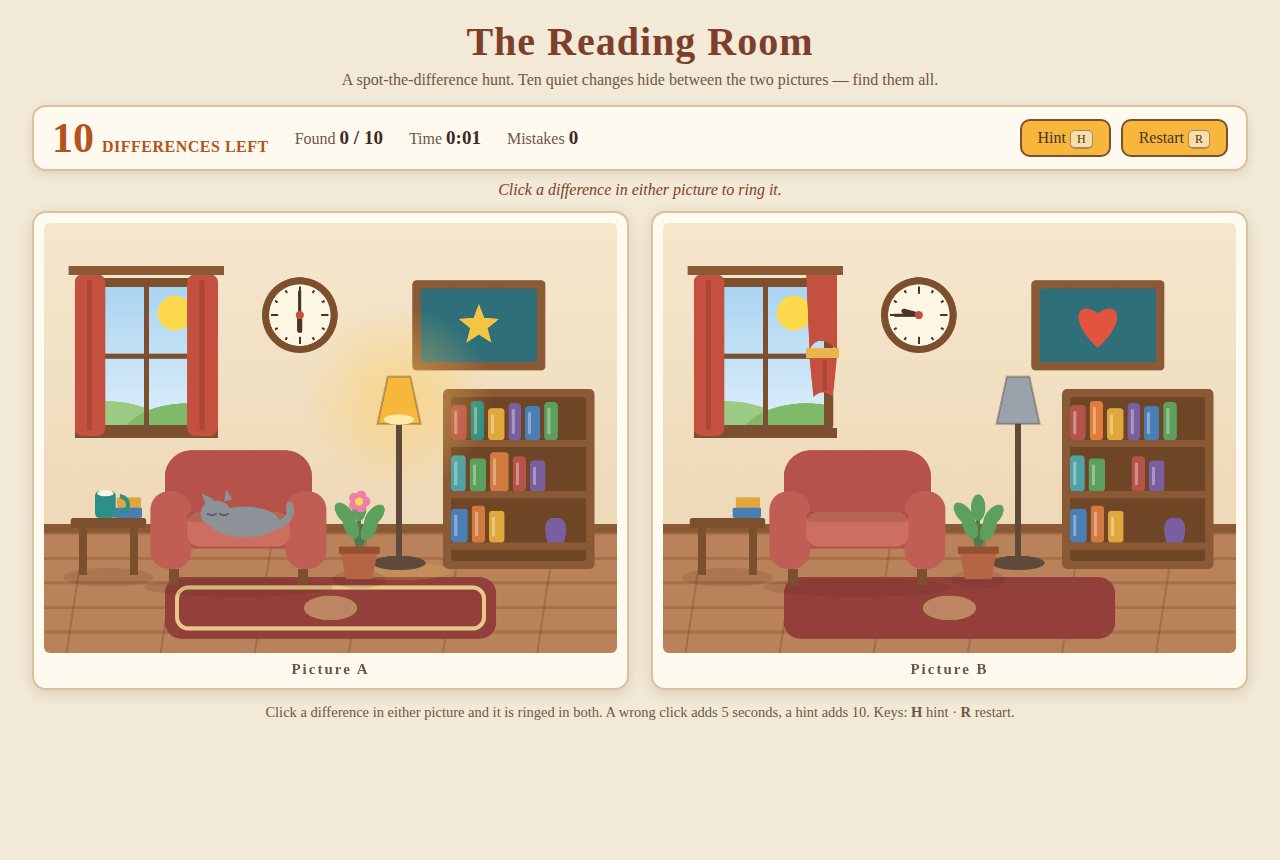 The Reading Room
A spot-the-difference hunt. Ten quiet changes hide between the two pictures — find them all.
10 DIFFERENCES LEFT Found 0 / 10 Time 0:01 Mistakes 0 Hint H Restart R
Click a difference in either picture to ring it.
Picture A
Picture B
Click a difference in either picture and it is ringed in both. A wrong click adds 5 seconds, a hint adds 10. Keys: H hint · R restart.